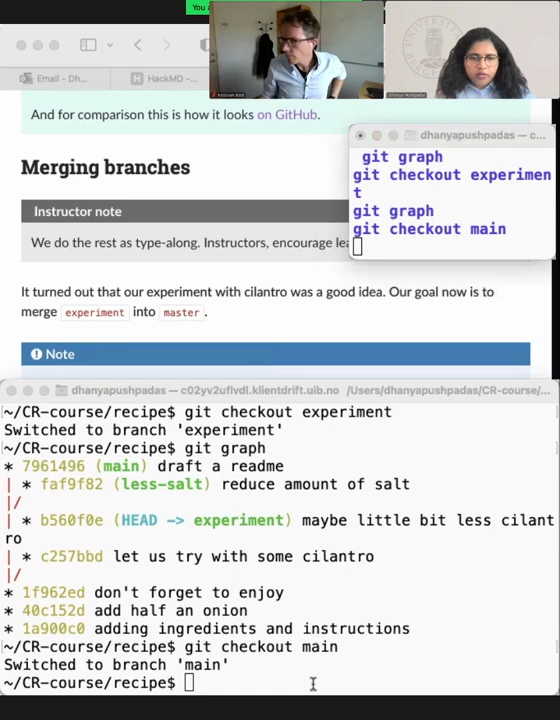 You a
Email - Dh...
HackMD -...
And for comparison this is how it looks on GitHub.
Merging branches
Instructor note
We do the rest as type-along. Instructors, encourage lea
It turned out that our experiment with cilantro was a good idea. Our goal now is to
merge experiment into master.
Note
dhanyapushpadas — c...
git graph
git checkout experimen
t
git graph
git checkout main
dhanyapushpadas — c02yv2uflvdl.klientdrift.uib.no /Users/dhanyapushpadas/CR-course/...
~/CR-course/recipe$ git checkout experiment
Switched to branch 'experiment'
~/CR-course/recipe$ git graph
* 7961496 (main) draft a readme
| * faf9f82 (less-salt) reduce amount of salt
|/
| * b560f0e (HEAD -> experiment) maybe little bit less cilant
ro
| * c257bbd let us try with some cilantro
|/
* 1f962ed don't forget to enjoy
* 40c152d add half an onion
* 1a900c0 adding ingredients and instructions
~/CR-course/recipe$ git checkout main
Switched to branch 'main'
~/CR-course/recipe$